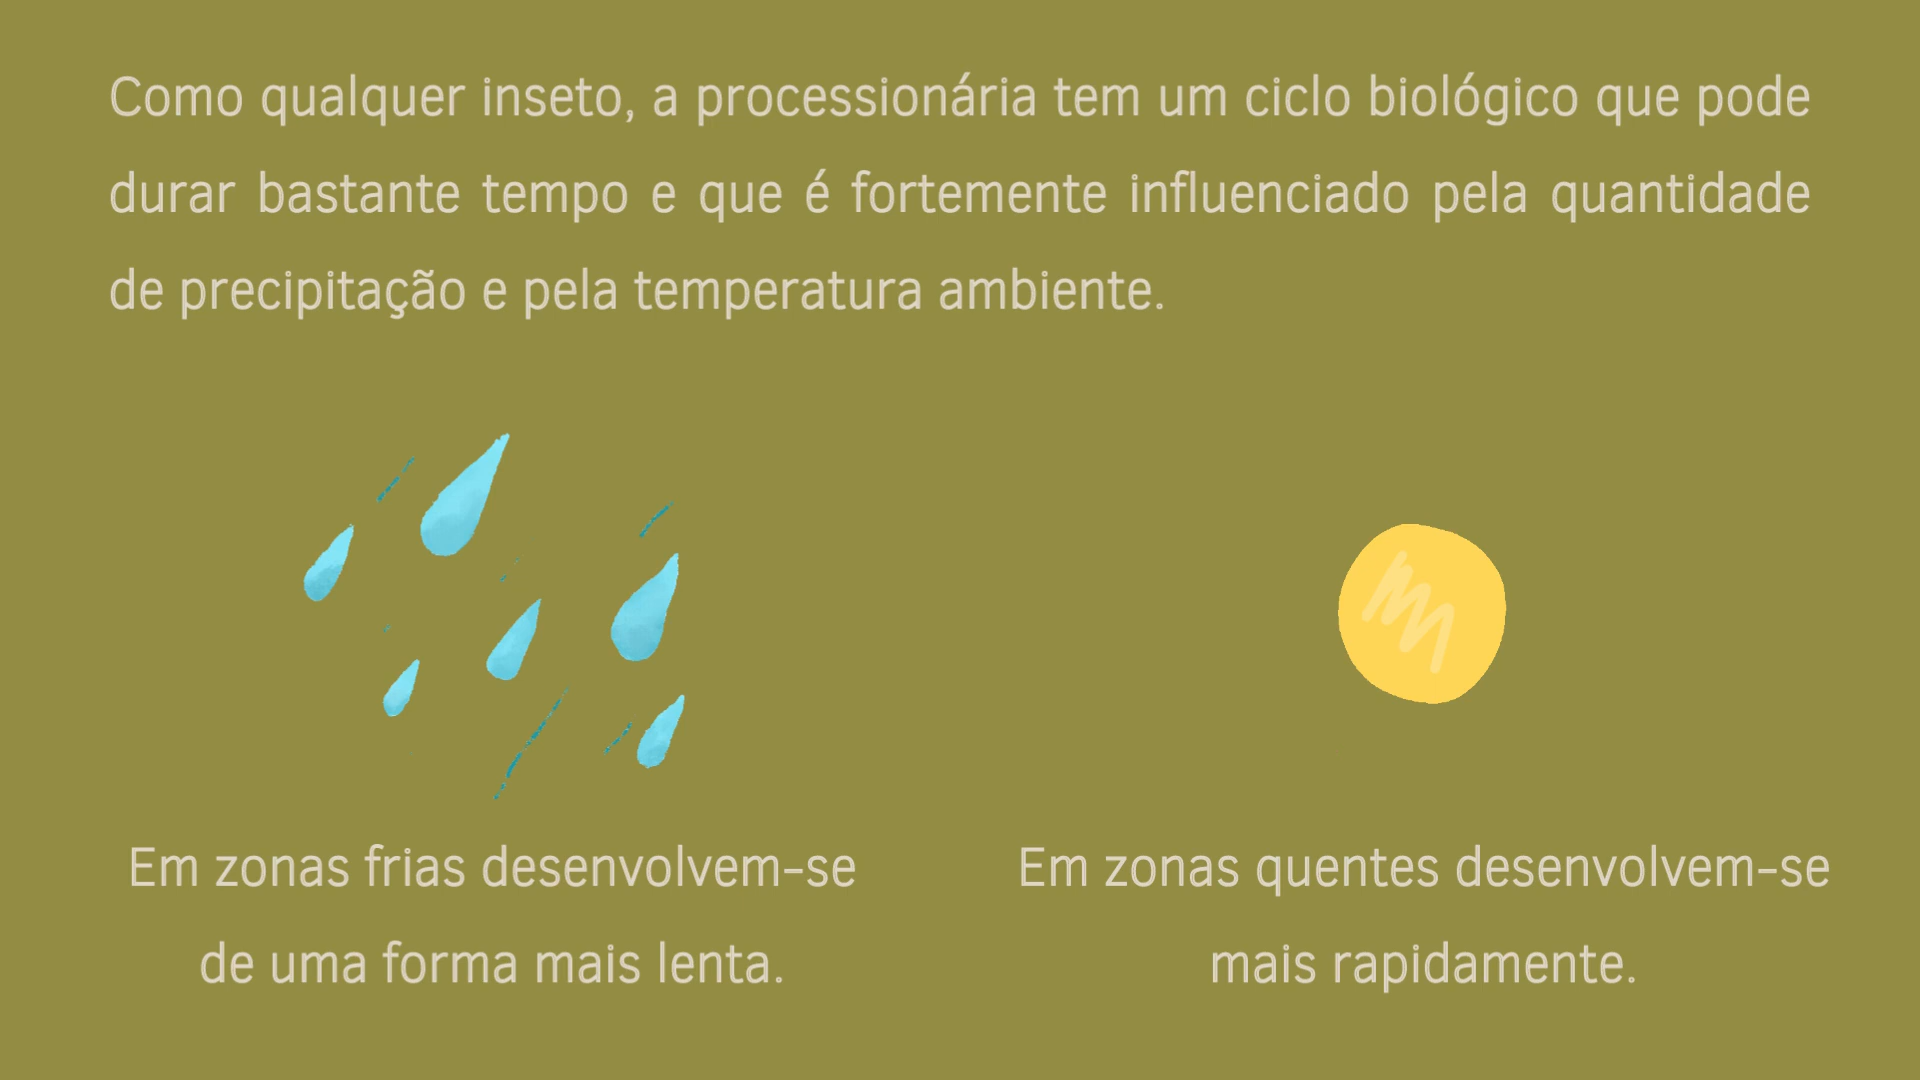 Como qualquer inseto, a processionária tem um ciclo biológico que pode
durar bastante tempo e que é fortemente influenciado pela quantidade
de precipitação e pela temperatura ambiente.
Em zonas frias desenvolvem-se
de uma forma mais lenta.
Em zonas quentes desenvolvem-se
mais rapidamente.